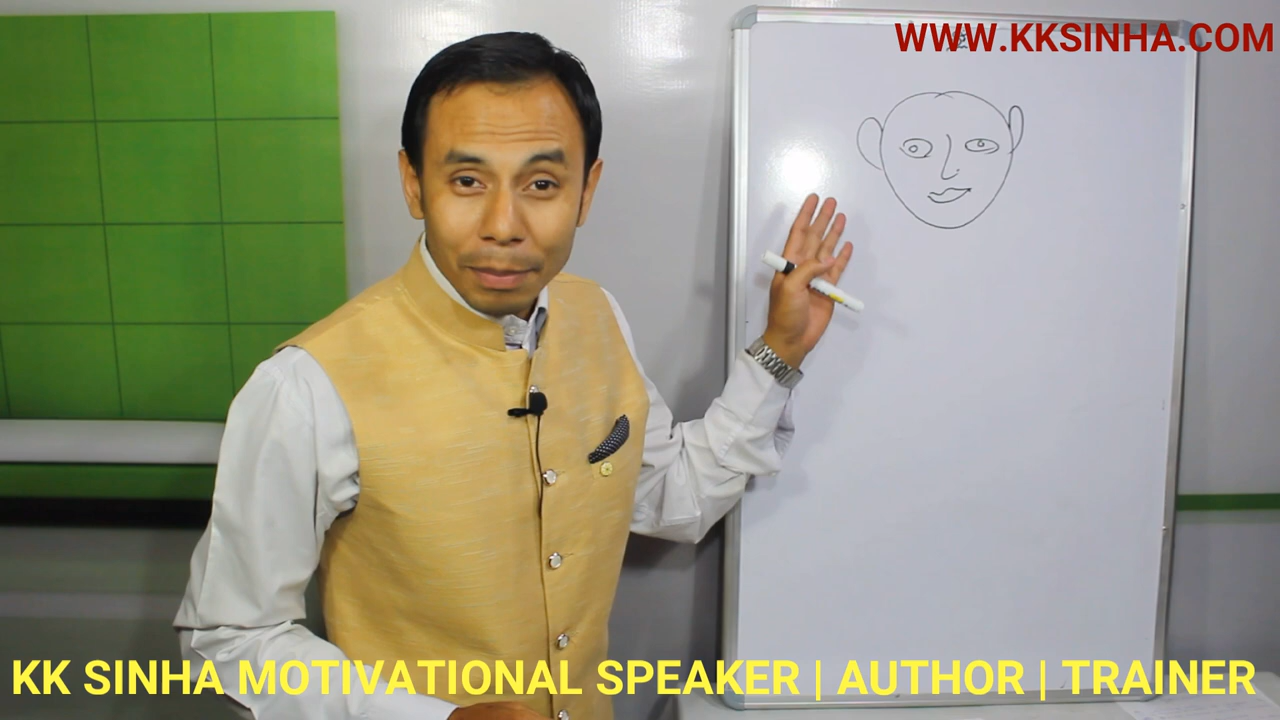 WWW.KKSINHA.COM
KK SINHA MOTIVATIONAL SPEAKER | AUTHOR | TRAINER